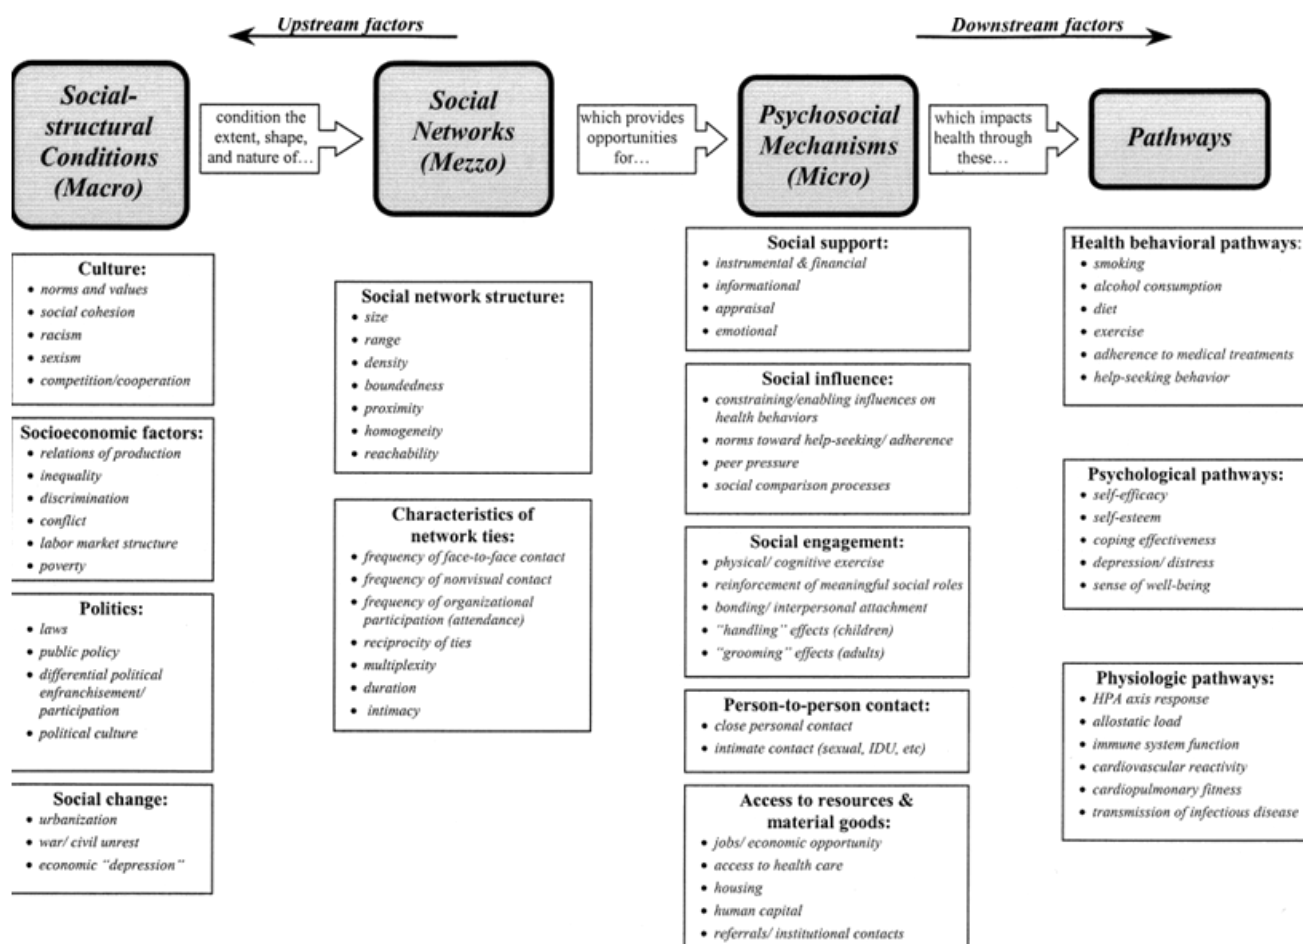 Upstream factors
Downstream factors
Social-
structural
Conditions
(Macro)
condition the
extent, shape,
and nature of…
Social
Networks
(Mezzo)
which provides
opportunities
for…
Psychosocial
Mechanisms
(Micro)
which impacts
health through
these…
Pathways
Culture:
• norms and values
• social cohesion
• racism
• sexism
• competition/cooperation
Socioeconomic factors:
• relations of production
• inequality
• discrimination
• conflict
• labor market structure
• poverty
Politics:
• laws
• public policy
• differential political
enfranchisement/
participation
• political culture
Social change:
• urbanization
• war/ civil unrest
• economic “depression”
Social network structure:
• size
• range
• density
• boundedness
• proximity
• homogeneity
• reachability
Characteristics of
network ties:
• frequency of face-to-face contact
• frequency of nonvisual contact
• frequency of organizational
participation (attendance)
• reciprocity of ties
• multiplexity
• duration
• intimacy
Social support:
• instrumental & financial
• informational
• appraisal
• emotional
Social influence:
• constraining/enabling influences on
health behaviors
• norms toward help-seeking/ adherence
• peer pressure
• social comparison processes
Social engagement:
• physical/ cognitive exercise
• reinforcement of meaningful social roles
• bonding/ interpersonal attachment
• “handling” effects (children)
• “grooming” effects (adults)
Person-to-person contact:
• close personal contact
• intimate contact (sexual, IDU, etc)
Access to resources &
material goods:
• jobs/ economic opportunity
• access to health care
• housing
• human capital
• referrals/ institutional contacts
Health behavioral pathways:
• smoking
• alcohol consumption
• diet
• exercise
• adherence to medical treatments
• help-seeking behavior
Psychological pathways:
• self-efficacy
• self-esteem
• coping effectiveness
• depression/ distress
• sense of well-being
Physiologic pathways:
• HPA axis response
• allostatic load
• immune system function
• cardiovascular reactivity
• cardiopulmonary fitness
• transmission of infectious disease